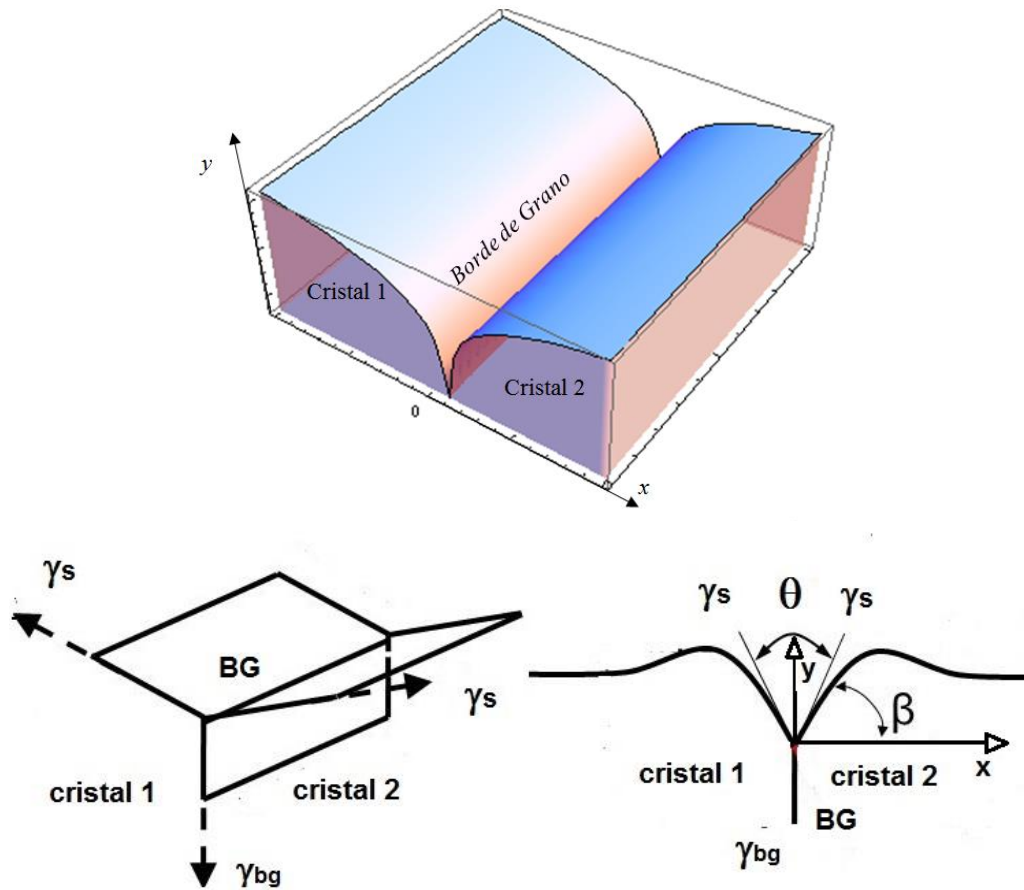 y
Borde de Grano
Cristal 1
Cristal 2
0
x
γs
BG
γs
cristal 1
cristal 2
γbg
γs
θ
γs
y
β
x
cristal 1
cristal 2
BG
γbg